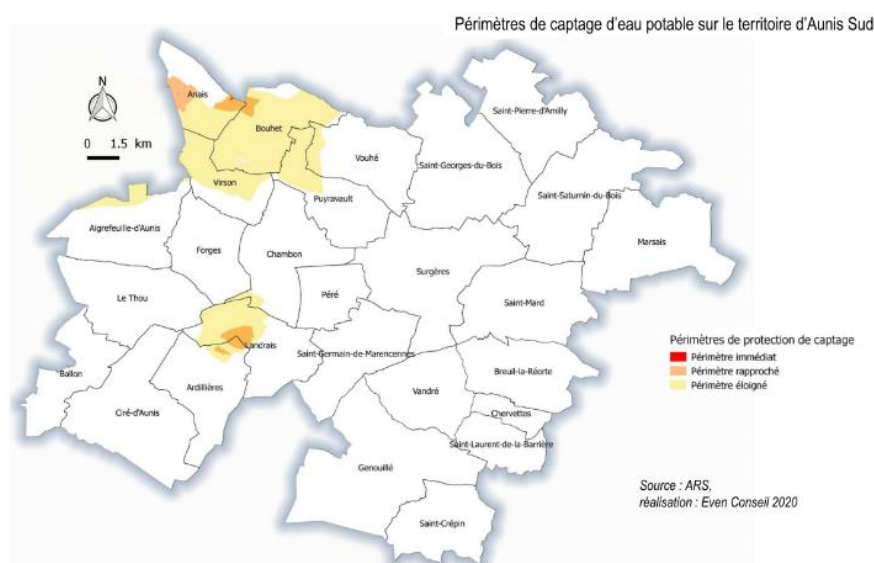 Périmètres de captage d'eau potable sur le territoire d'Aunis Sud
N
0 1.5 km
Anais
Bouhet
Saint-Pierre-d'Amilly
Vouhé
Saint-Georges-du-Bois
Virson
Puyravault
Saint-Saturnin-du-Bois
Aigrefeuille-d'Aunis
Forges
Chambon
Marsais
Surgères
Le Thou
Péré
Saint-Mard
Landrais
Saint-Germain-de-Marencennes
Ballon
Ardillières
Breuil-la-Réorte
Vandré
Ciré-d'Aunis
Chervettes
Saint-Laurent-de-la-Barrière
Genouillé
Saint-Crépin
Périmètres de protection de captage
Périmètre immédiat
Périmètre rapproché
Périmètre éloigné
Source : ARS,
réalisation : Even Conseil 2020